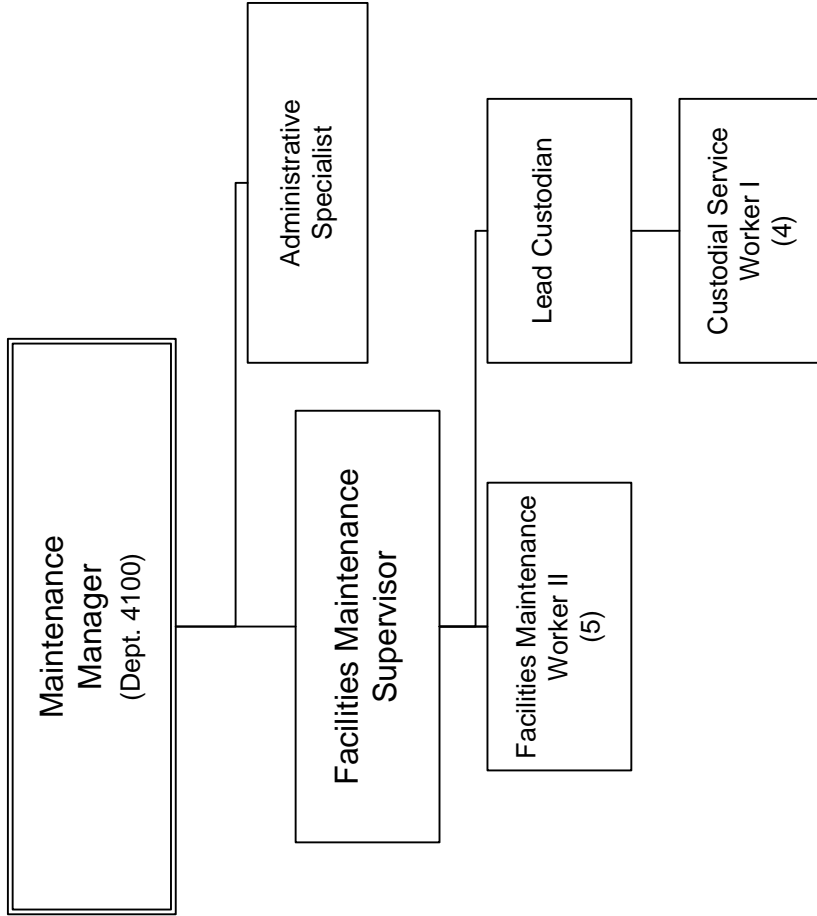 Maintenance
Manager
(Dept. 4100)
Administrative
Specialist
Facilities Maintenance
Supervisor
Facilities Maintenance
Worker II
(5)
Lead Custodian
Custodial Service
Worker I
(4)